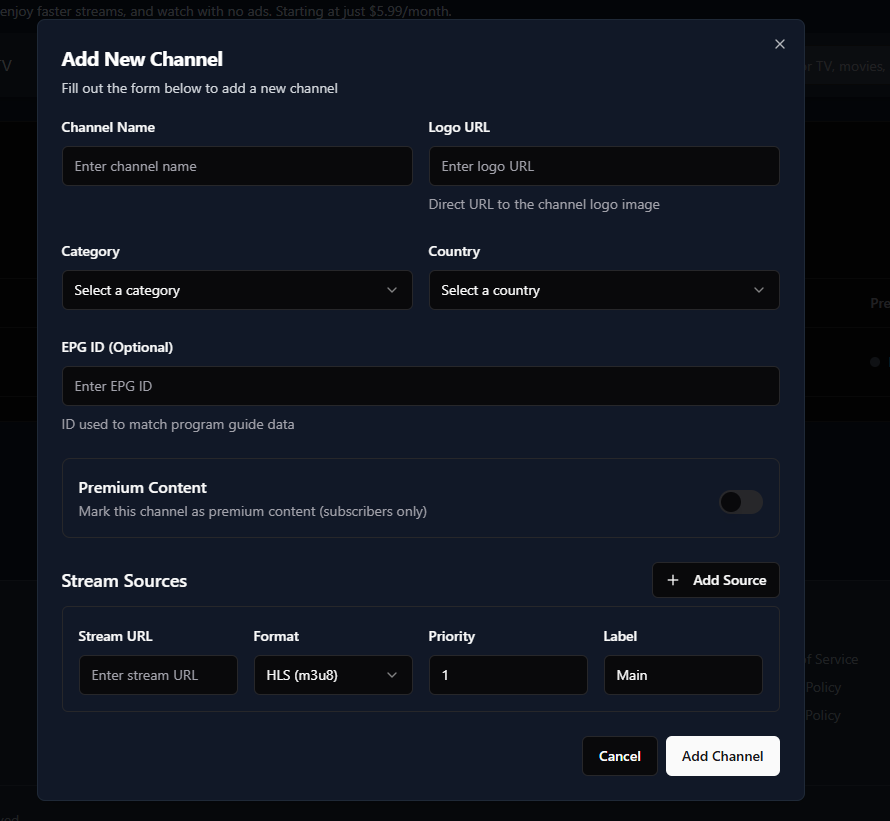 enjoy faster streams, and watch with no ads. Starting at just $5.99/month.
Add New Channel
Fill out the form below to add a new channel
TV, movies,
Channel Name
Logo URL
Enter channel name
Enter logo URL
Direct URL to the channel logo image
Category
Country
Select a category
Select a country
Pre
EPG ID (Optional)
Enter EPG ID
ID used to match program guide data
Premium Content
Mark this channel as premium content (subscribers only)
Stream Sources
+ Add Source
Stream URL
Format
Priority
Label
of Service
Enter stream URL
HLS (m3u8)
1
Main
Policy
Policy
Cancel
Add Channel